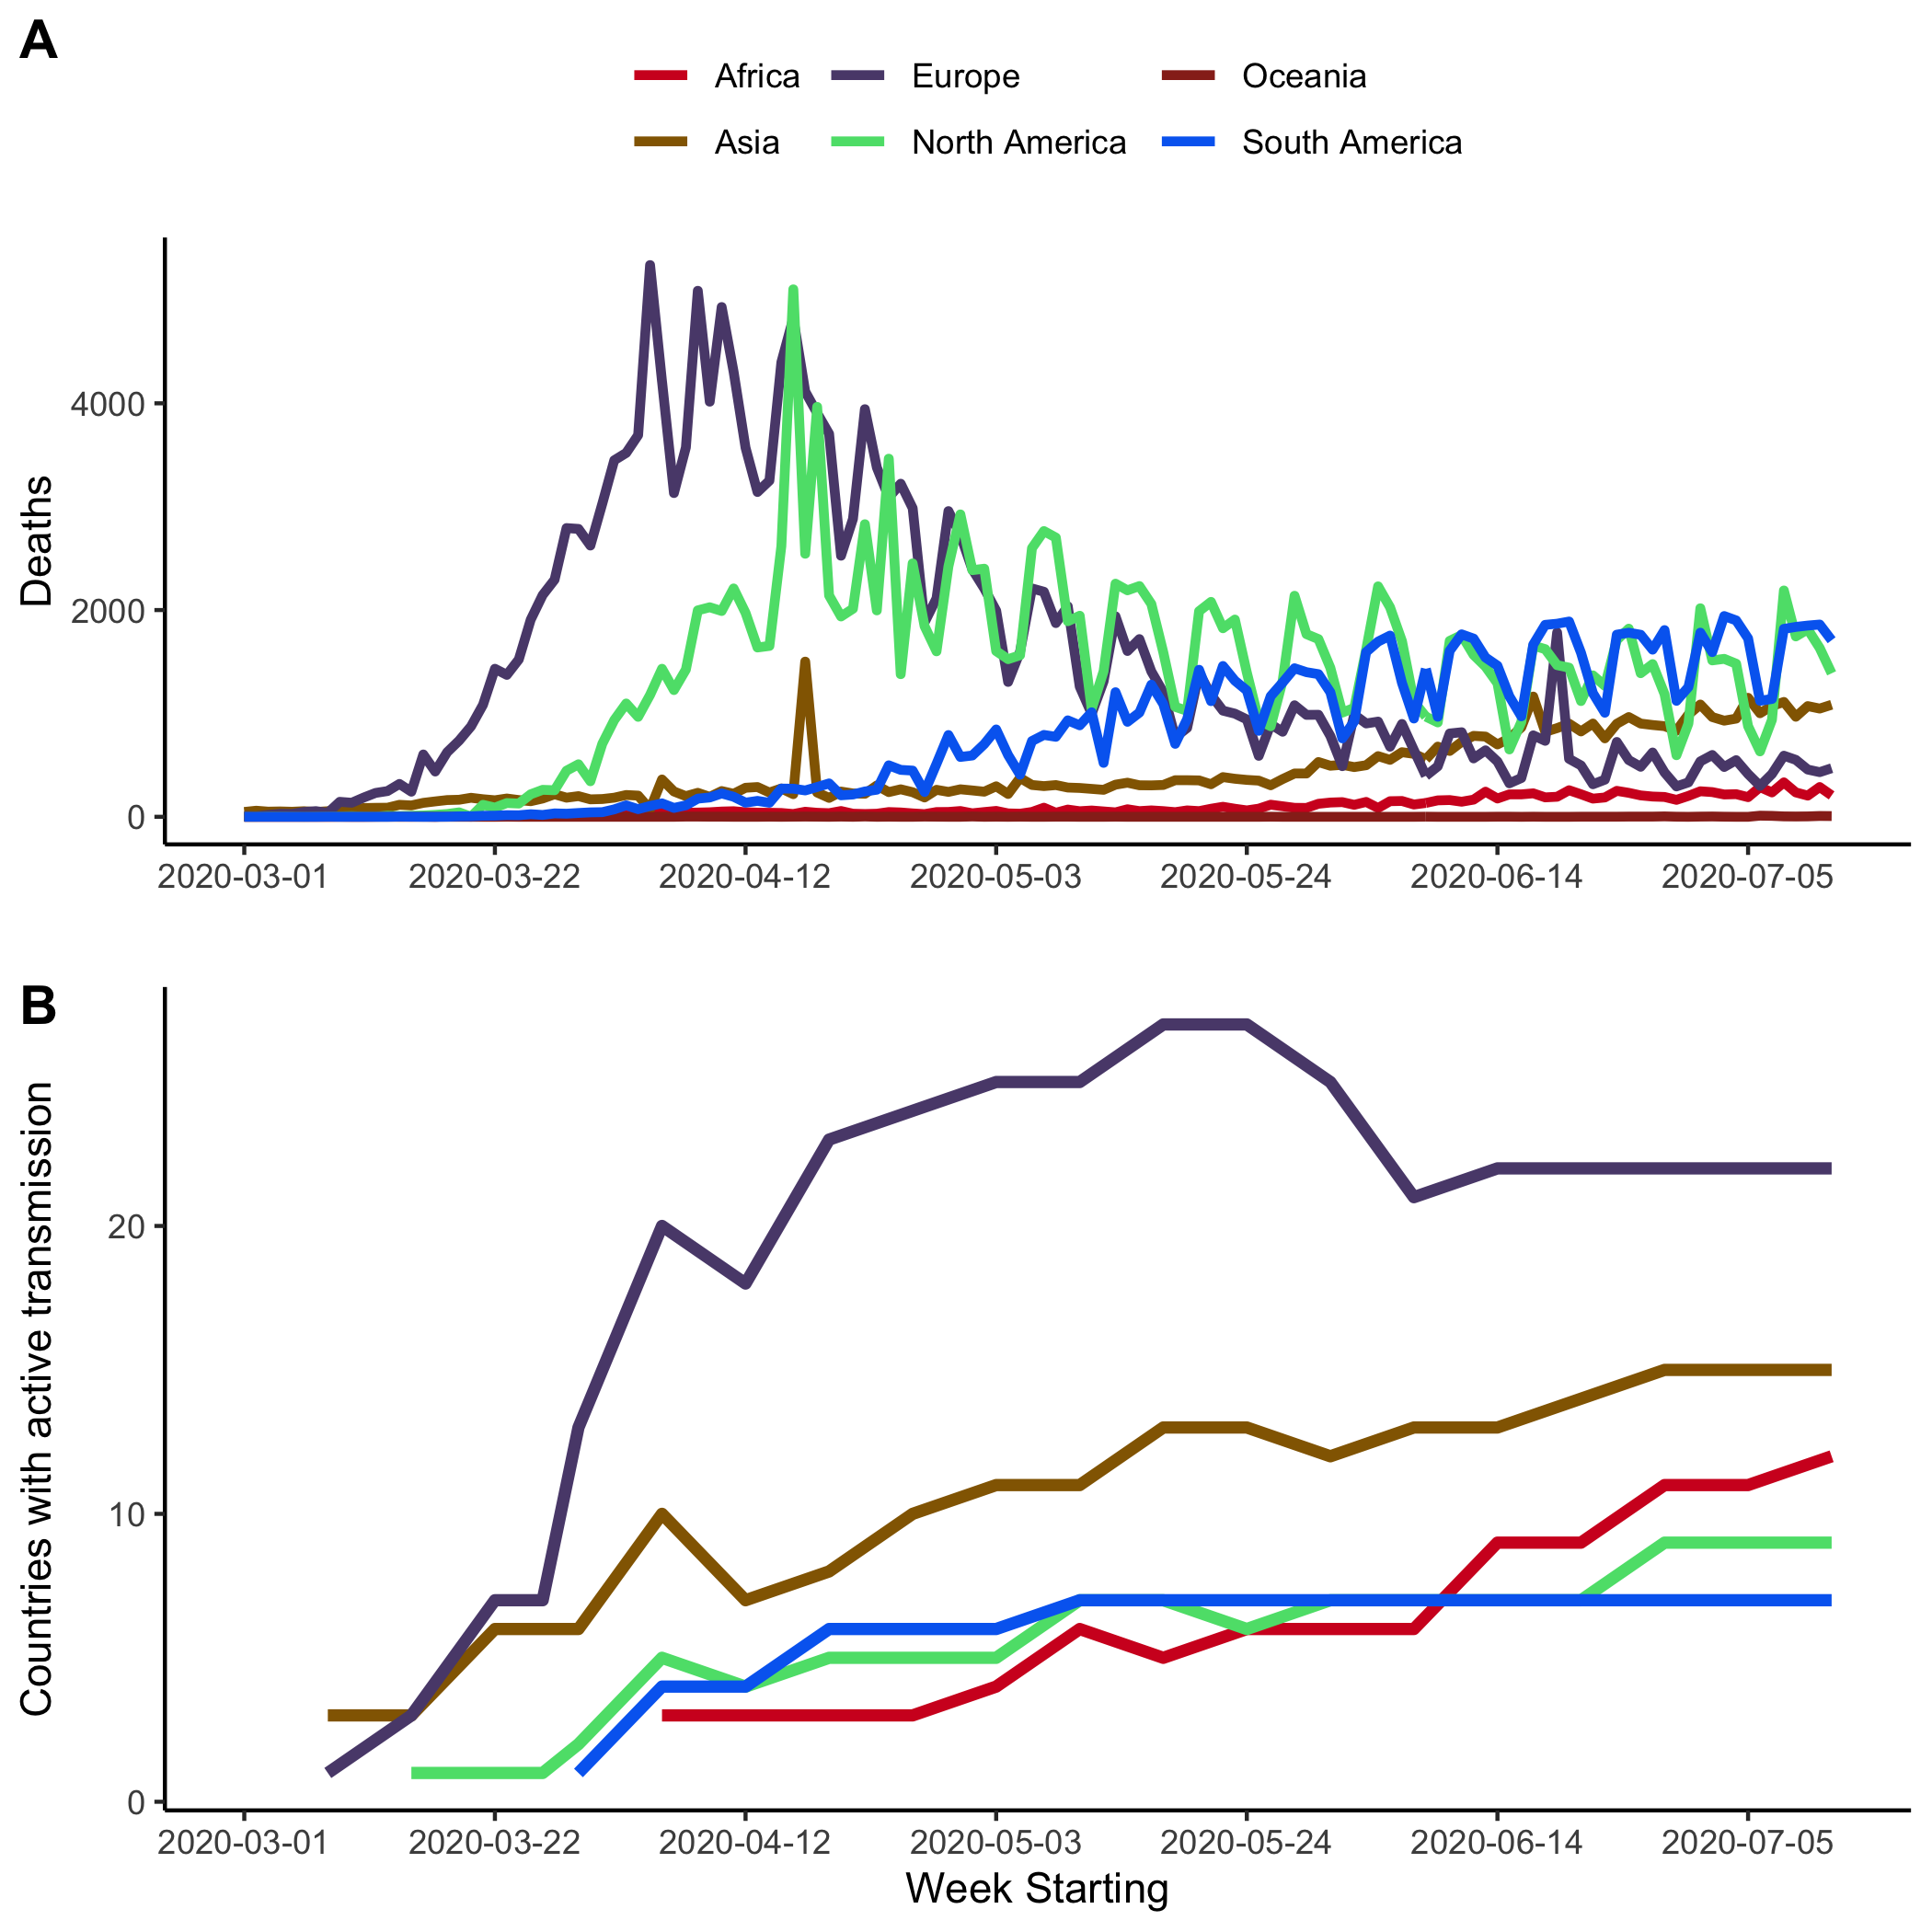 A
Africa Europe Oceania
Asia North America South America
Deaths
4000
2000
0
2020-03-01 2020-03-22 2020-04-12 2020-05-03 2020-05-24 2020-06-14 2020-07-05
B
Countries with active transmission
20
10
0
2020-03-01 2020-03-22 2020-04-12 2020-05-03 2020-05-24 2020-06-14 2020-07-05
Week Starting